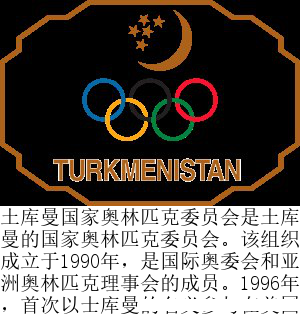 TURKMENISTAN
土库曼国家奥林匹克委员会是土库
曼的国家奥林匹克委员会。该组织
成立于1990年，是国际奥委会和亚
洲奥林匹克理事会的成员。1996年
，首次以士库曼